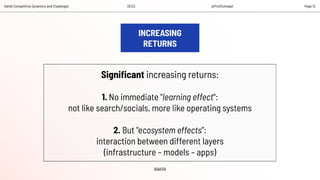 GenAI Competitive Dynamics and Challenges OECD @ProfSchrepel Page 12
INCREASING
RETURNS
Significant increasing returns:
1. No immediate "learning effect":
not like search/socials, more like operating systems
2. But "ecosystem effects":
interaction between different layers
(infrastructure – models – apps)
source